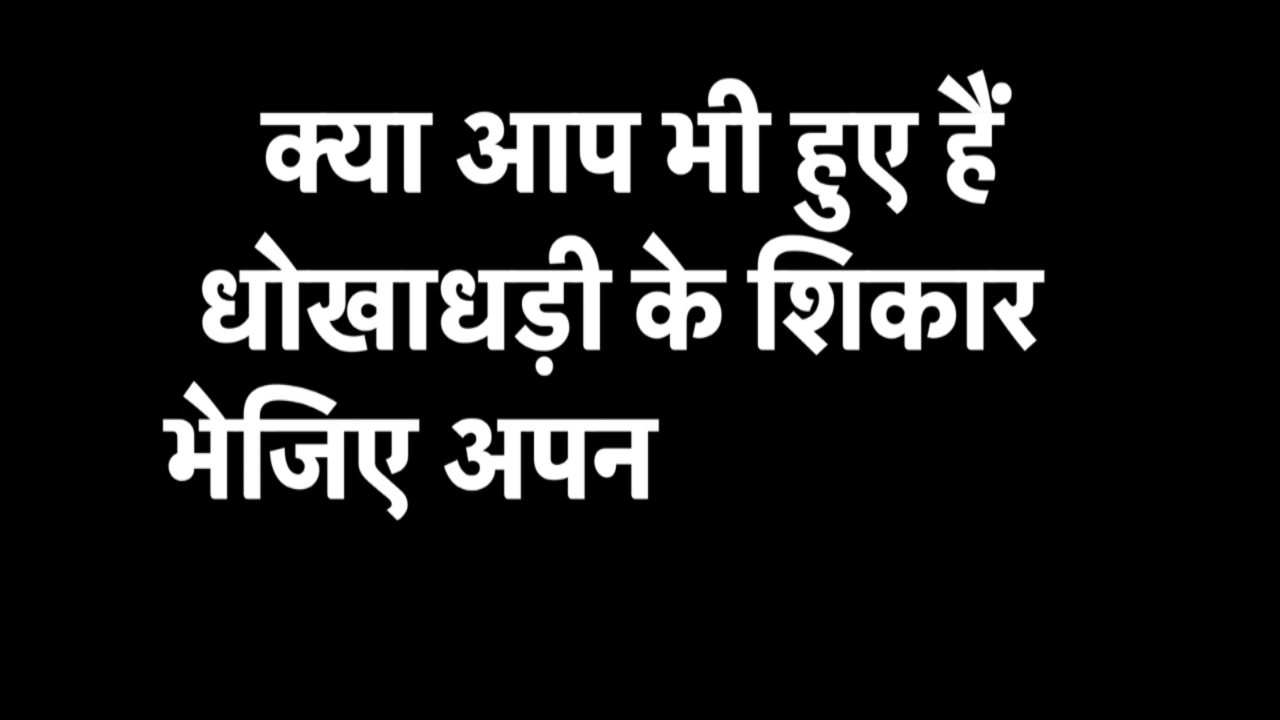 क्या आप भी हुए हैं
धोखाधड़ी के शिकार
भेजिए अपन